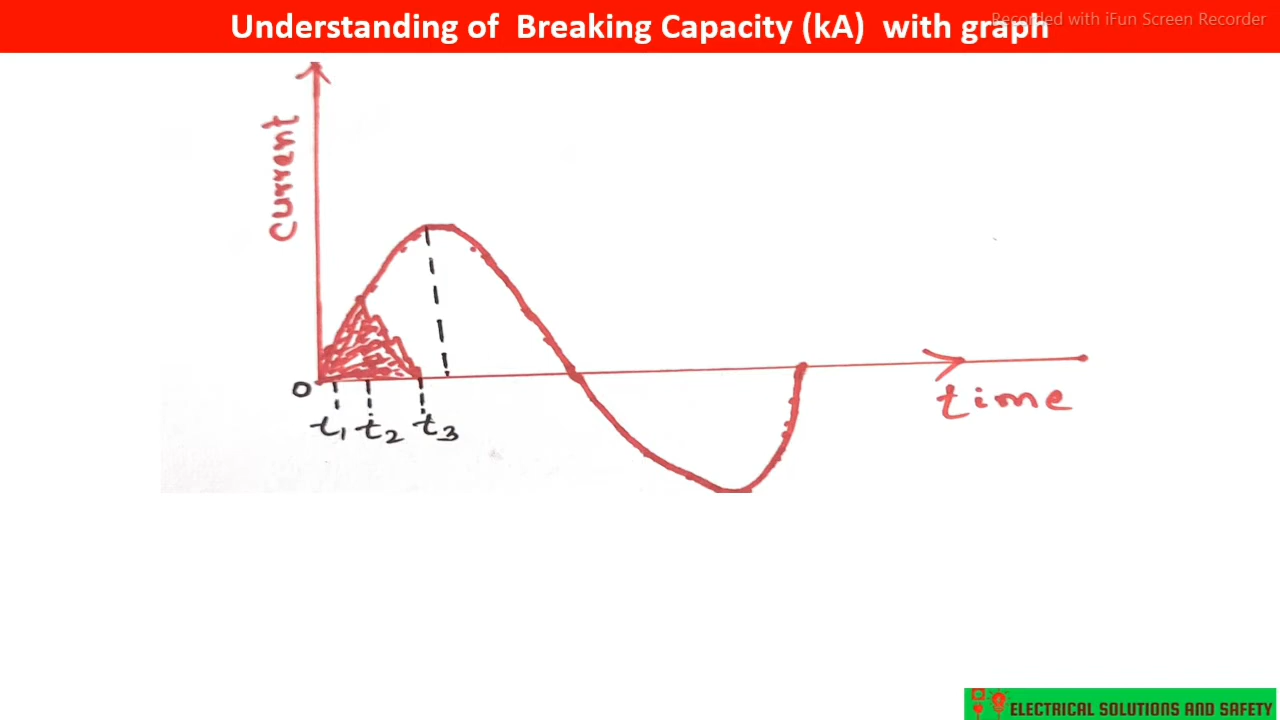 Understanding of Breaking Capacity (kA) with graph
Recorded with iFun Screen Recorder
Current
0
t1 t2 t3
time
ELECTRICAL SOLUTIONS AND SAFETY